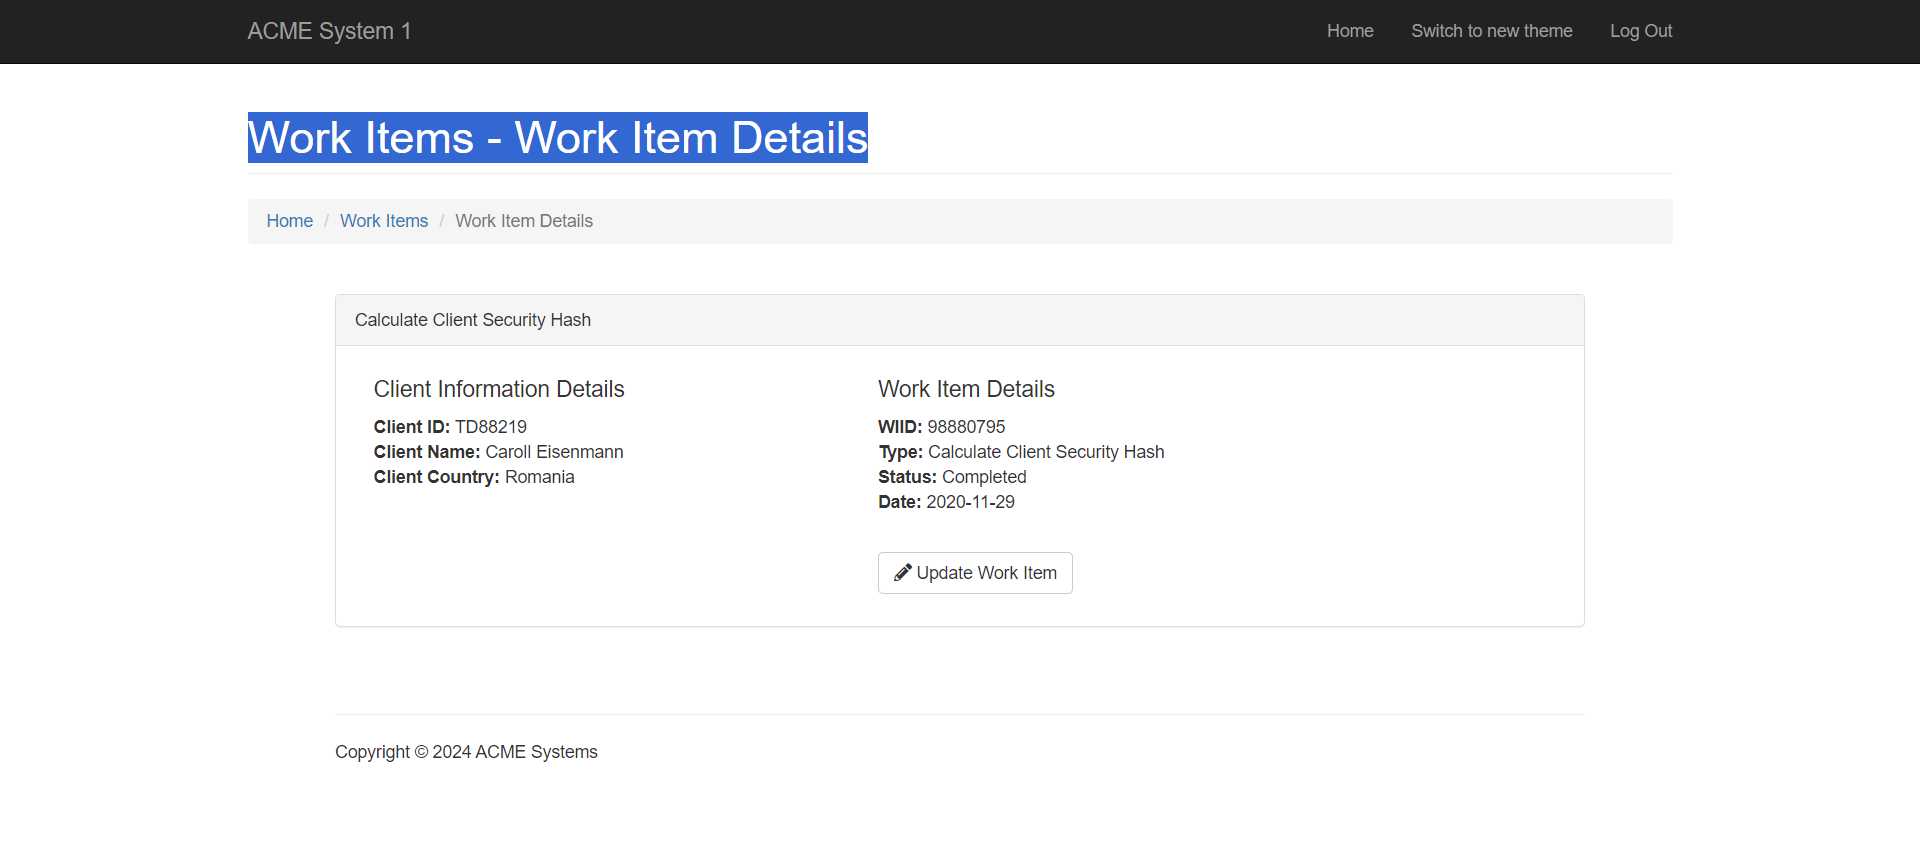 ACME System 1
Home
Switch to new theme
Log Out
Work Items - Work Item Details
Home / Work Items / Work Item Details
Calculate Client Security Hash
Client Information Details
Client ID: TD88219
Client Name: Caroll Eisenmann
Client Country: Romania
Work Item Details
WIID: 98880795
Type: Calculate Client Security Hash
Status: Completed
Date: 2020-11-29
Update Work Item
Copyright © 2024 ACME Systems